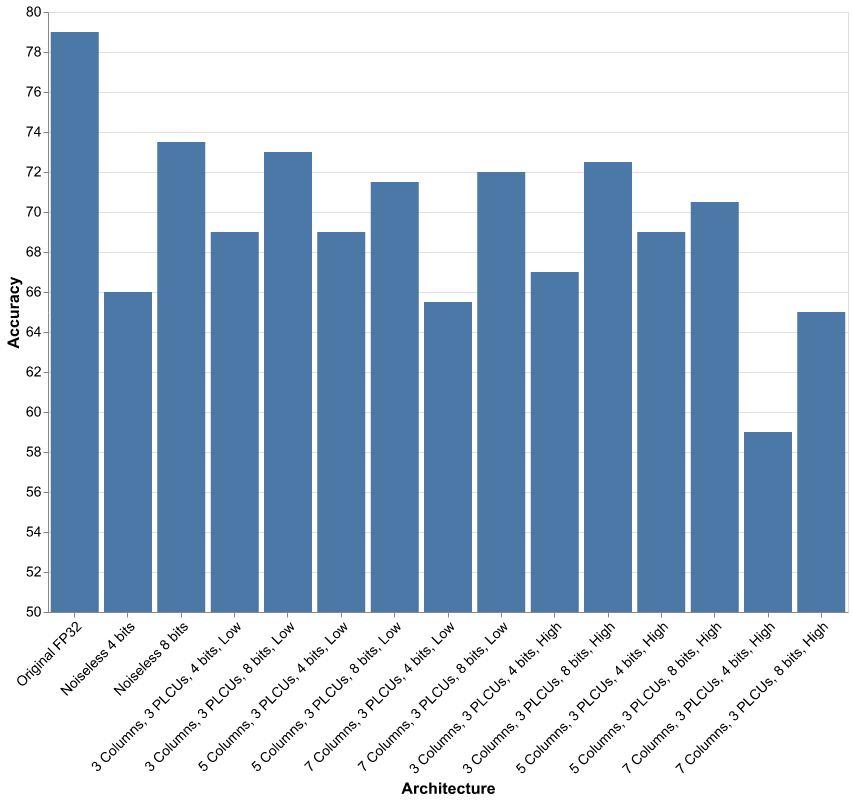 80
78
76
74
72
70
68
66
64
62
60
58
56
54
52
50
Accuracy
Original FP32
Noiseless 4 bits
Noiseless 8 bits
3 Columns, 3 PLCUs, 4 bits, Low
3 Columns, 3 PLCUs, 8 bits, Low
5 Columns, 3 PLCUs, 4 bits, Low
5 Columns, 3 PLCUs, 8 bits, Low
7 Columns, 3 PLCUs, 4 bits, Low
7 Columns, 3 PLCUs, 8 bits, Low
3 Columns, 3 PLCUs, 4 bits, High
3 Columns, 3 PLCUs, 8 bits, High
5 Columns, 3 PLCUs, 4 bits, High
5 Columns, 3 PLCUs, 8 bits, High
7 Columns, 3 PLCUs, 4 bits, High
7 Columns, 3 PLCUs, 8 bits, High
Architecture